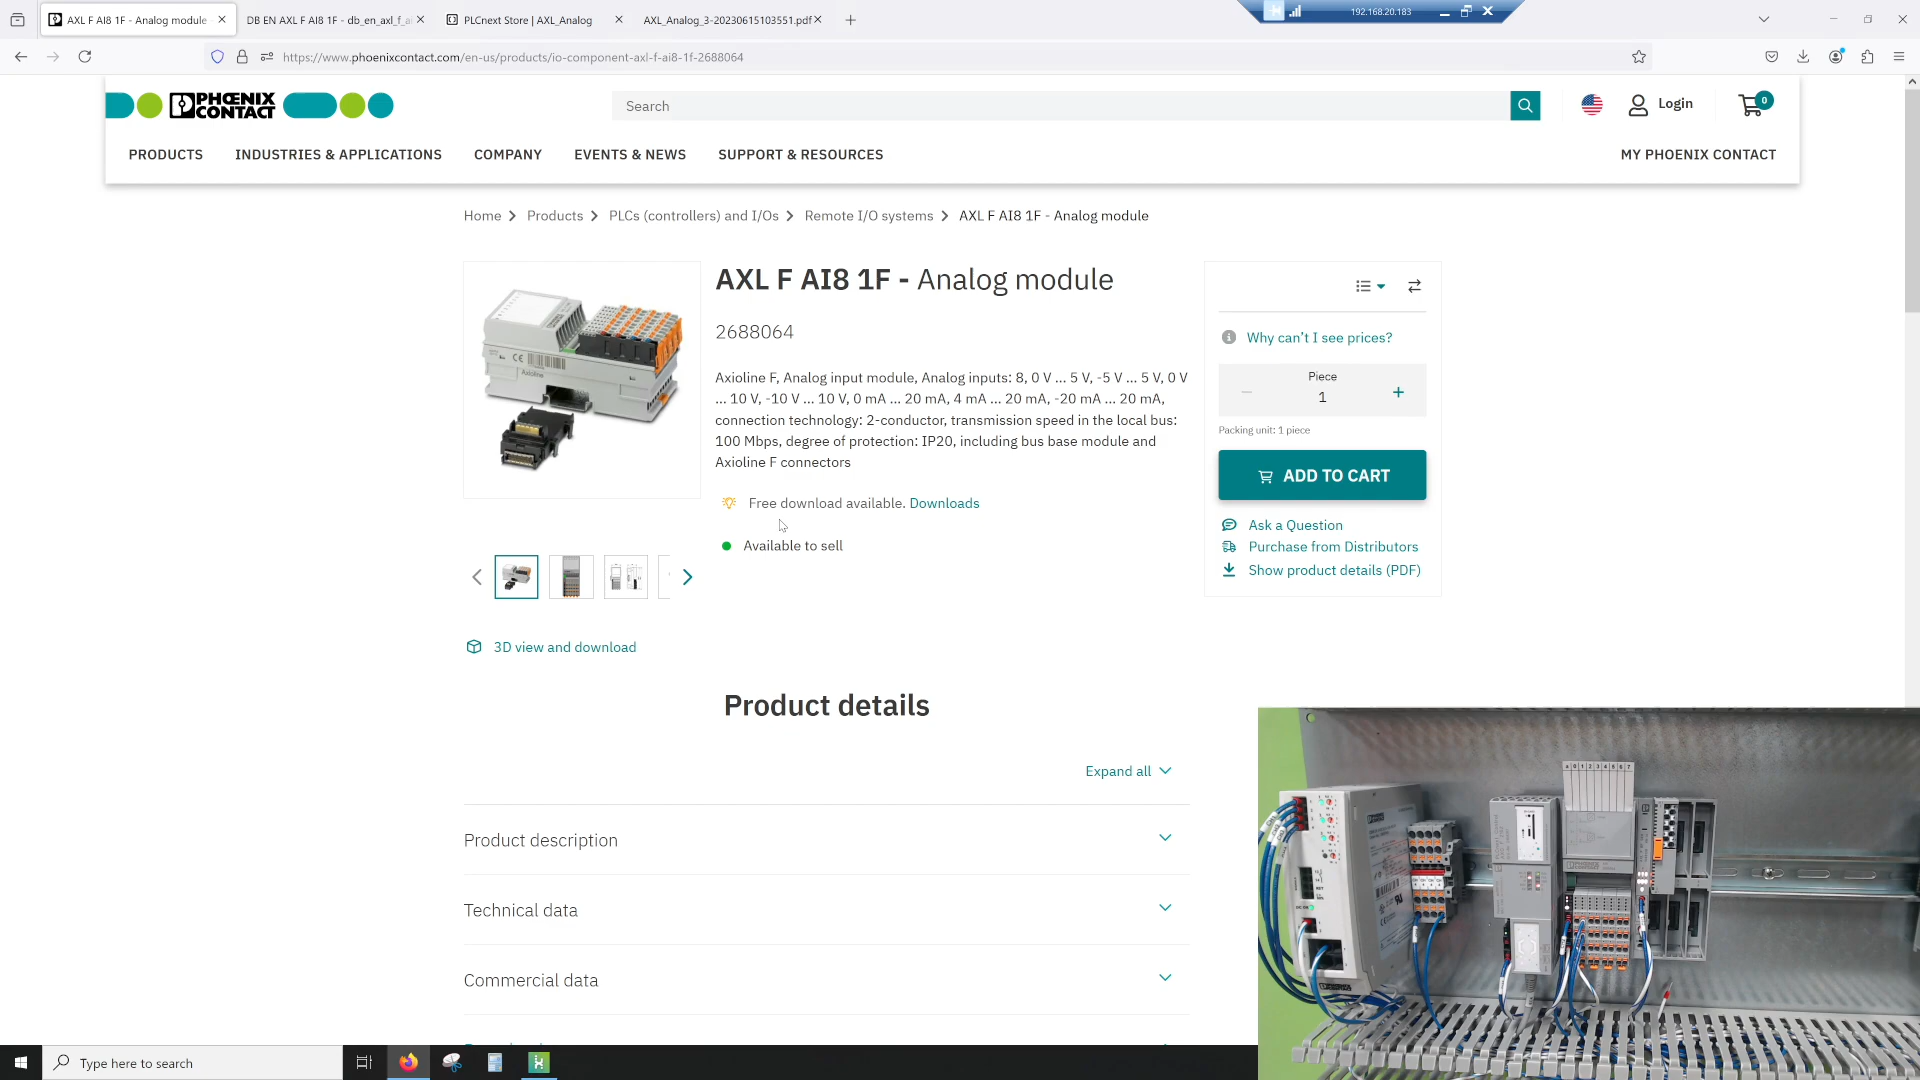 AXL F AI8 1F - Analog module
DB EN AXL F AI8 1F - db_en_axl_f_ai
PLCnext Store | AXL_Analog
AXL_Analog_3-20230615103551.pdf
192.168.20.183
https://www.phoenixcontact.com/en-us/products/io-component-axl-f-ai8-1f-2688064
PHŒNIX
CONTACT
Search
Login
0
PRODUCTS
INDUSTRIES & APPLICATIONS
COMPANY
EVENTS & NEWS
SUPPORT & RESOURCES
MY PHOENIX CONTACT
Home > Products > PLCs (controllers) and I/Os > Remote I/O systems > AXL F AI8 1F - Analog module
AXL F AI8 1F - Analog module
2688064
Axioline F, Analog input module, Analog inputs: 8, 0 V ... 5 V, -5 V ... 5 V, 0 V
... 10 V, -10 V ... 10 V, 0 mA ... 20 mA, 4 mA ... 20 mA, -20 mA ... 20 mA,
connection technology: 2-conductor, transmission speed in the local bus:
100 Mbps, degree of protection: IP20, including bus base module and
Axioline F connectors
Free download available. Downloads
Available to sell
Why can't I see prices?
Piece
1
Packing unit: 1 piece
ADD TO CART
Ask a Question
Purchase from Distributors
Show product details (PDF)
3D view and download
Product details
Expand all
Product description
Technical data
Commercial data
Type here to search